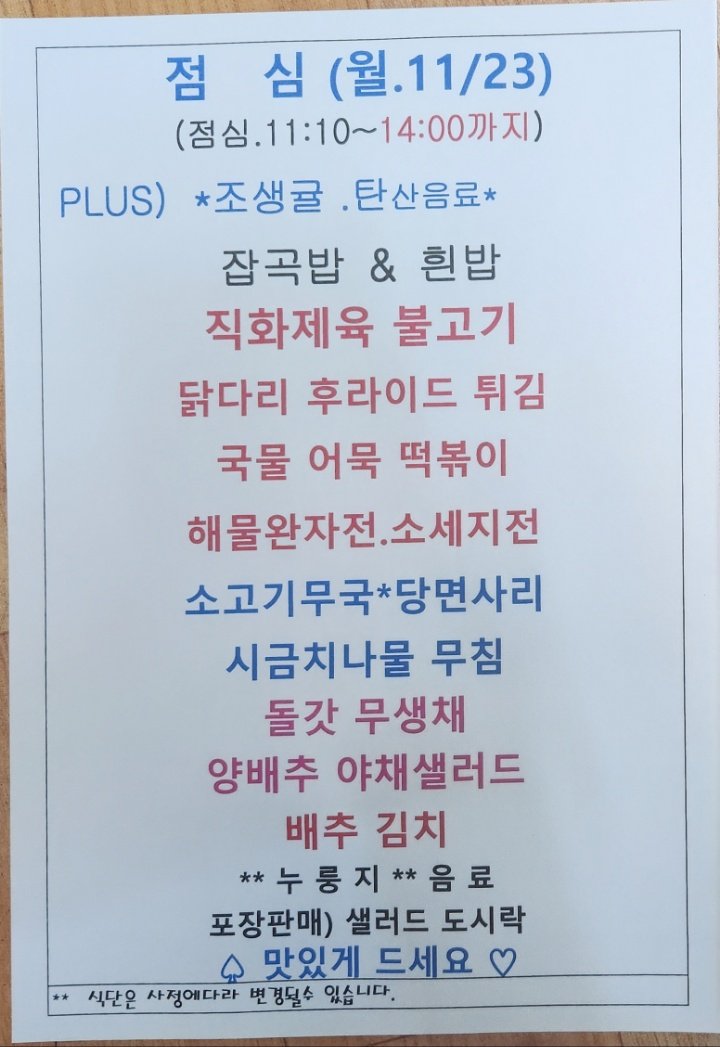 점 심 (월.11/23)
(점심.11:10~14:00까지)
PLUS) *조생귤 .탄산음료*
잡곡밥 & 흰밥
직화제육 불고기
닭다리 후라이드 튀김
국물 어묵 떡볶이
해물완자전.소세지전
소고기무국*당면사리
시금치나물 무침
돌갓 무생채
양배추 야채샐러드
배추 김치
** 누 룽 지 ** 음 료
포장판매) 샐러드 도시락
♤ 맛있게 드세요 ♡
** 식단은 사정에다라 변경될수 있습니다.